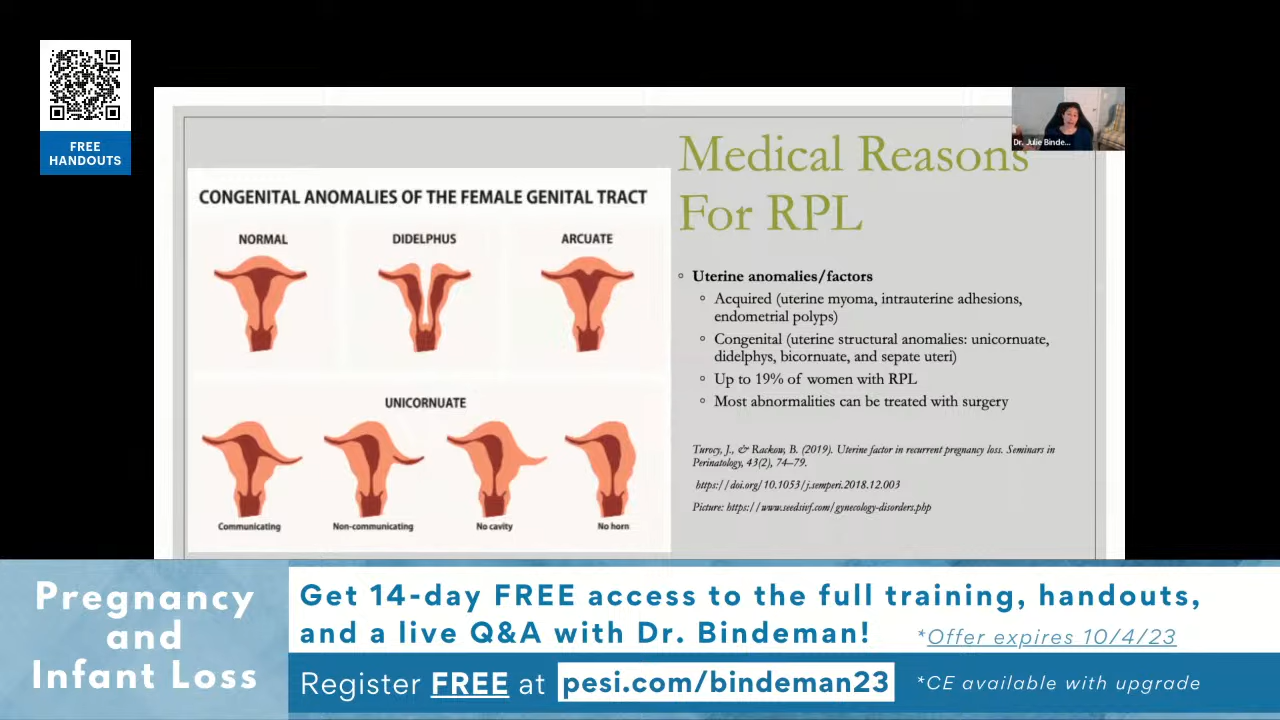 FREE
HANDOUTS
Dr. Julie Binde...
Medical Reasons
For RPL
CONGENITAL ANOMALIES OF THE FEMALE GENITAL TRACT
NORMAL
DIDELPHUS
ARCUATE
UNICORNUATE
Communicating
Non-communicating
No cavity
No horn
Uterine anomalies/factors
Acquired (uterine myoma, intrauterine adhesions,
endometrial polyps)
Congenital (uterine structural anomalies: unicornuate,
didelphys, bicornuate, and sepate uteri)
Up to 19% of women with RPL
Most abnormalities can be treated with surgery
Turocy, J., & Rackow, B. (2019). Uterine factor in recurrent pregnancy loss. Seminars in
Perinatology, 43(2), 74–79.
https://doi.org/10.1053/j.semperi.2018.12.003
Picture: https://www.seedsivf.com/gynecology-disorders.php
Pregnancy
and
Infant Loss
Get 14-day FREE access to the full training, handouts,
and a live Q&A with Dr. Bindeman!
*Offer expires 10/4/23
Register FREE at pesi.com/bindeman23
*CE available with upgrade